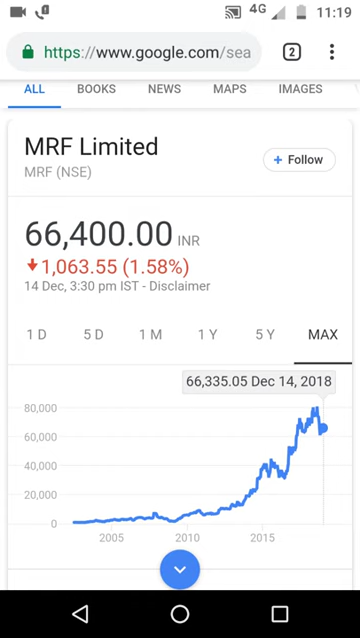 4G 11:19
https://www.google.com/sea 2
ALL BOOKS NEWS MAPS IMAGES
MRF Limited
MRF (NSE)
+ Follow
66,400.00 INR
1,063.55 (1.58%)
14 Dec, 3:30 pm IST - Disclaimer
1 D 5 D 1 M 1 Y 5 Y MAX
66,335.05 Dec 14, 2018
80,000
60,000
40,000
20,000
0
2005 2010 2015